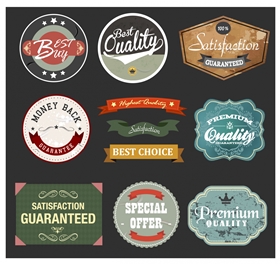 BEST
Buy
Best
Quality
100%
Satisfaction
GUARANTEED
MONEY BACK
GUARANTEE
Highest Quality
Satisfaction
BEST CHOICE
PREMIUM
Quality
GUARANTEED
SATISFACTION
GUARANTEED
SPECIAL
OFFER
Premium
QUALITY